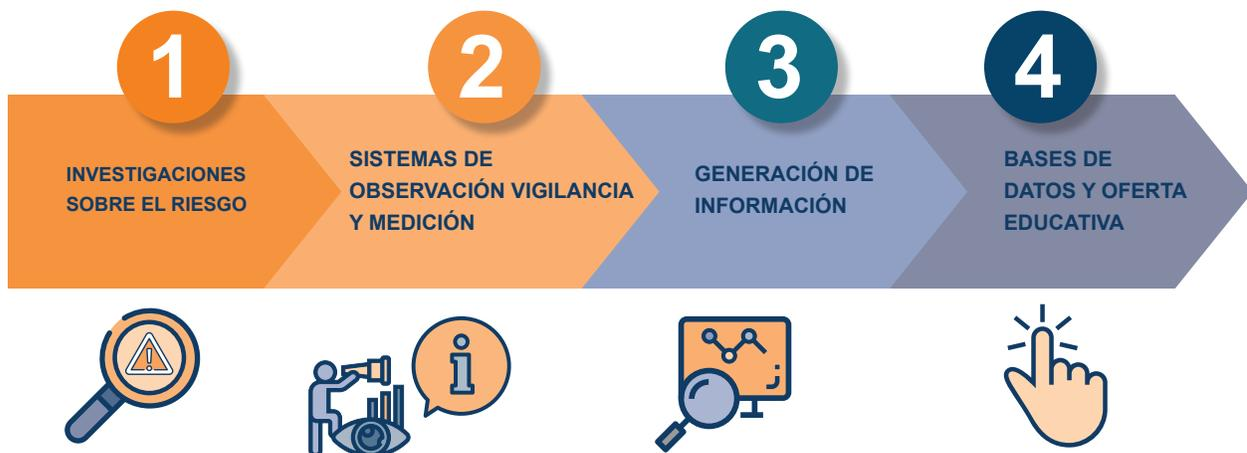 1
INVESTIGACIONES
SOBRE EL RIESGO
2
SISTEMAS DE
OBSERVACIÓN VIGILANCIA
Y MEDICIÓN
3
GENERACIÓN DE
INFORMACIÓN
4
BASES DE
DATOS Y OFERTA
EDUCATIVA